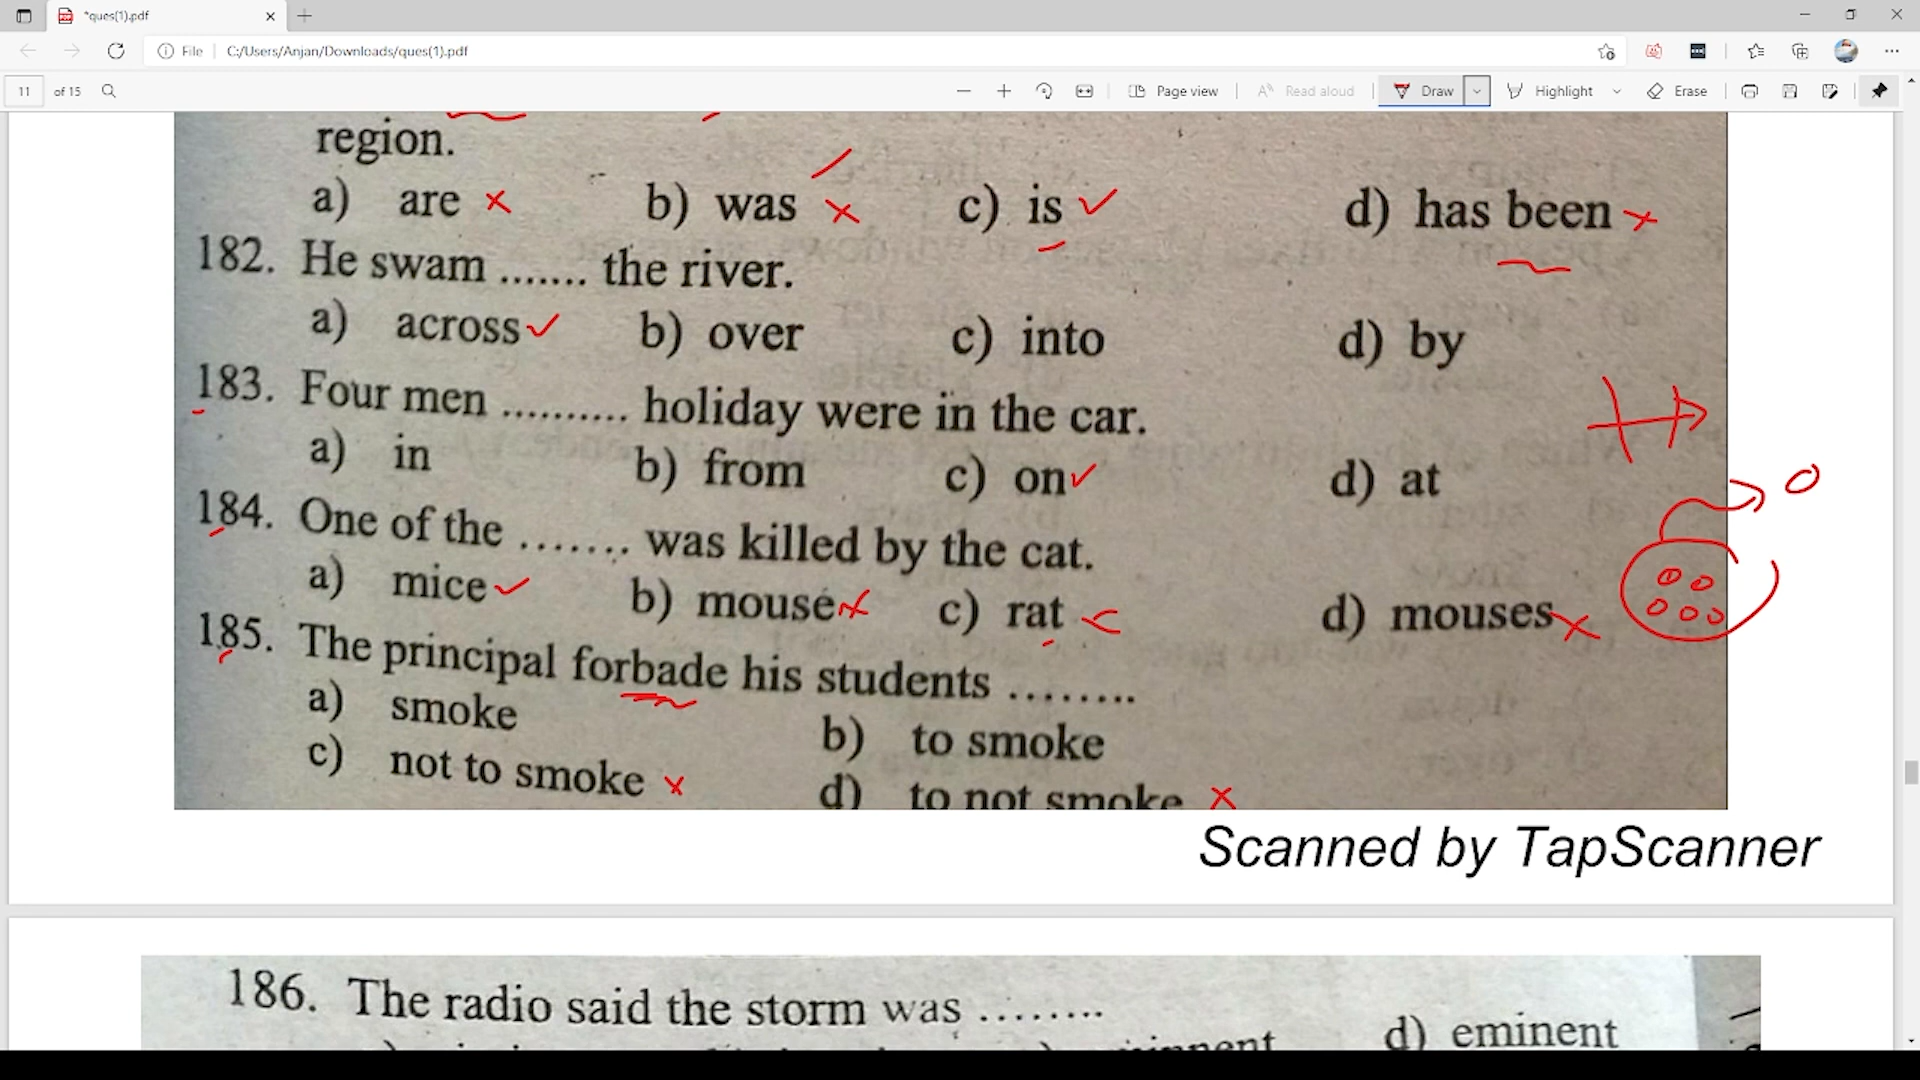 *ques(1).pdf
File C:/Users/Anjan/Downloads/ques(1).pdf
11 of 15 Page view Read aloud Draw Highlight Erase
region.
a) are b) was c) is d) has been
182. He swam ....... the river.
a) across b) over c) into d) by
183. Four men .......... holiday were in the car.
a) in b) from c) on d) at
184. One of the ....... was killed by the cat.
a) mice b) mouse c) rat d) mouses
185. The principal forbade his students ........
a) smoke b) to smoke
c) not to smoke d) to not smoke
Scanned by TapScanner
186. The radio said the storm was ........
d) eminent